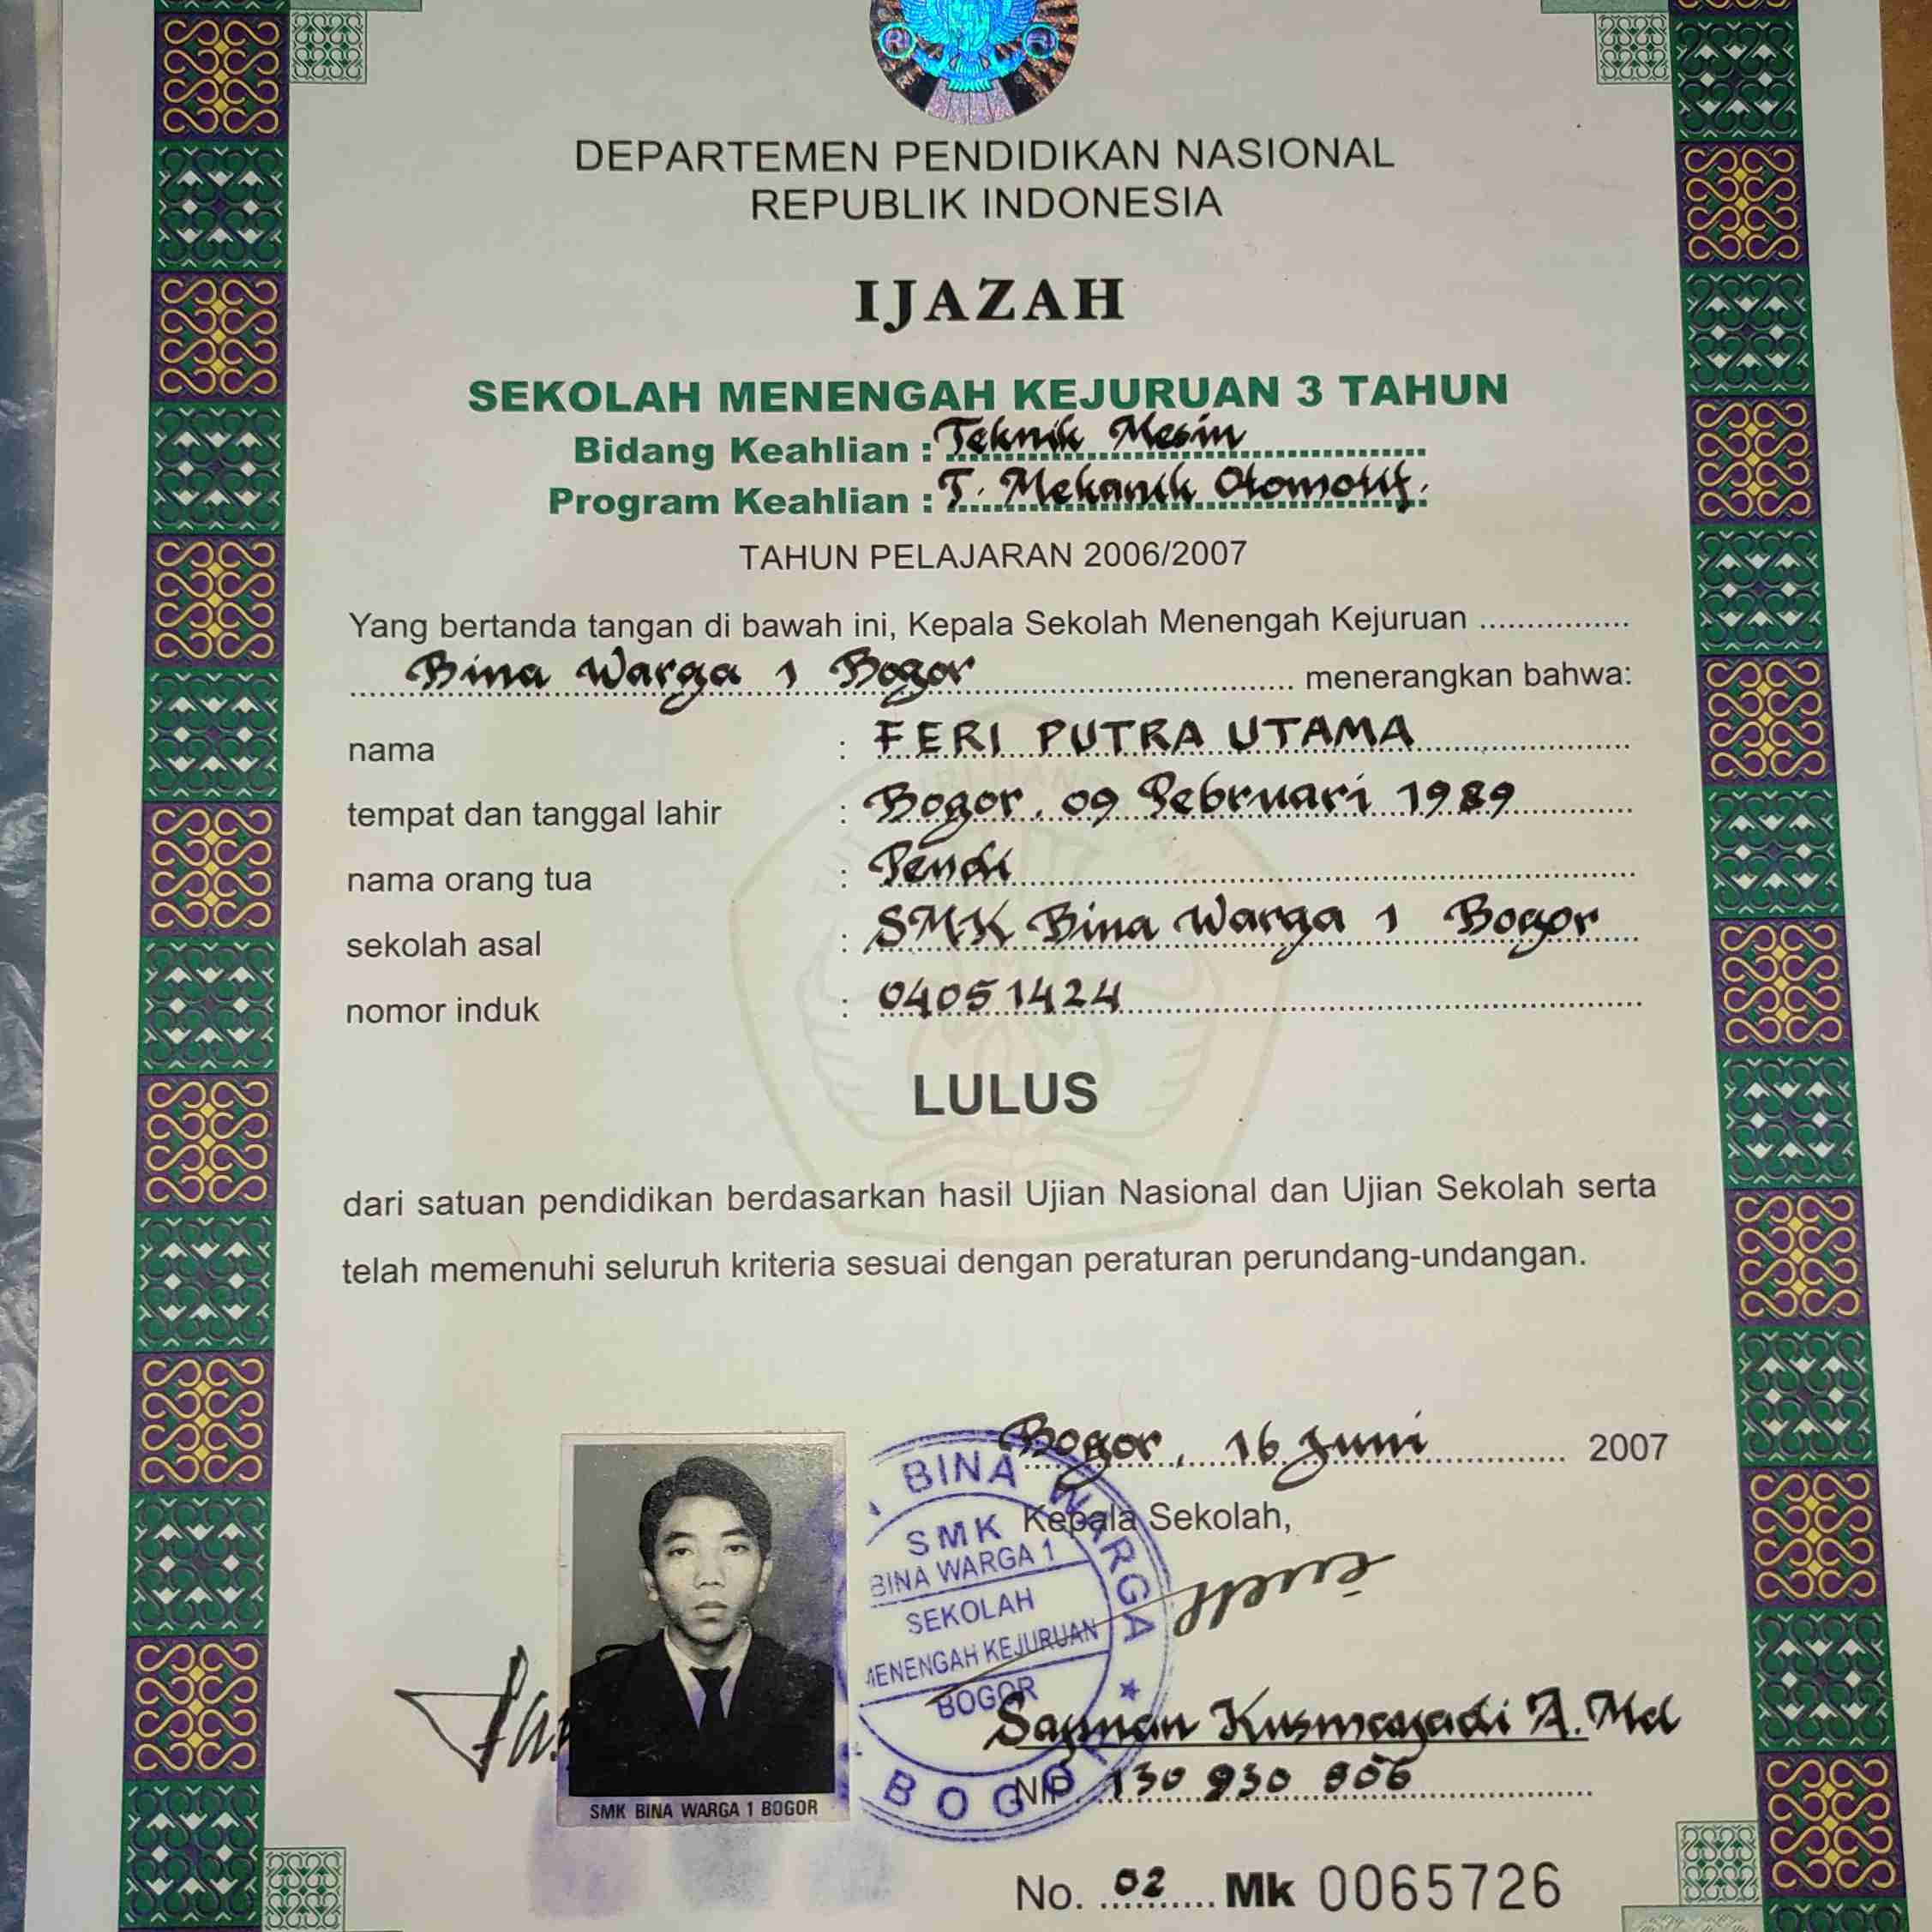 DEPARTEMEN PENDIDIKAN NASIONAL
REPUBLIK INDONESIA
IJAZAH
SEKOLAH MENENGAH KEJURUAN 3 TAHUN
Bidang Keahlian : Teknik Mesin
Program Keahlian : T. Mekanik Otomotif.
TAHUN PELAJARAN 2006/2007
Yang bertanda tangan di bawah ini, Kepala Sekolah Menengah Kejuruan ................
Bina Warga 1 Bogor menerangkan bahwa:
nama : FERI PUTRA UTAMA
tempat dan tanggal lahir : Bogor, 09 Pebruari 1989
nama orang tua : Pendi
sekolah asal : SMK Bina Warga 1 Bogor
nomor induk : 04051424
LULUS
dari satuan pendidikan berdasarkan hasil Ujian Nasional dan Ujian Sekolah serta
telah memenuhi seluruh kriteria sesuai dengan peraturan perundang-undangan.
Bogor, 16 Juni 2007
Kepala Sekolah,
BINA WARGA
SMK
BINA WARGA 1
SEKOLAH
MENENGAH KEJURUAN
BOGOR
BOGOR
Kusmayadi A.Md
NIP. 130 930 806
SMK BINA WARGA 1 BOGOR
No. 02 Mk 0065726